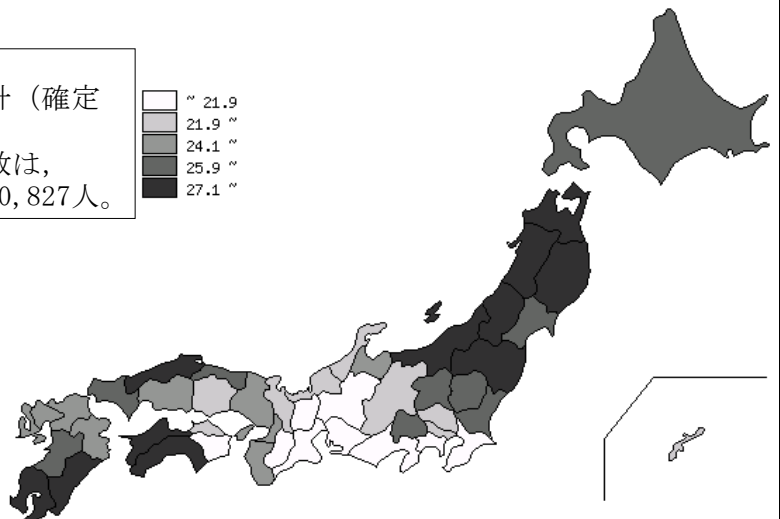 計（確定
数は，
0,827人。
~ 21.9
21.9 ~
24.1 ~
25.9 ~
27.1 ~